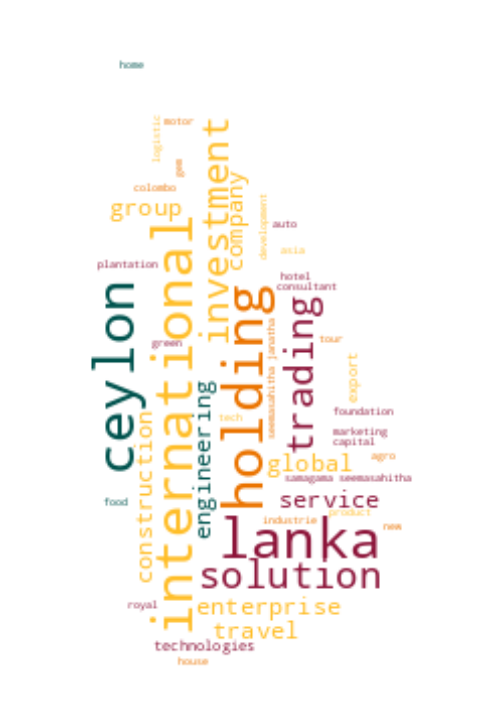 home
logistic
motor
gem
colombo
group
investment
company
development
auto
asia
plantation
international
ceylon
holding
hotel
consultant
trading
green
seemasahitha janatha
tour
export
engineering
tech
construction
foundation
marketing
capital
global
agro
samagama seemasahitha
food
service
product
industrie
new
lanka
solution
royal
enterprise
travel
technologies
house